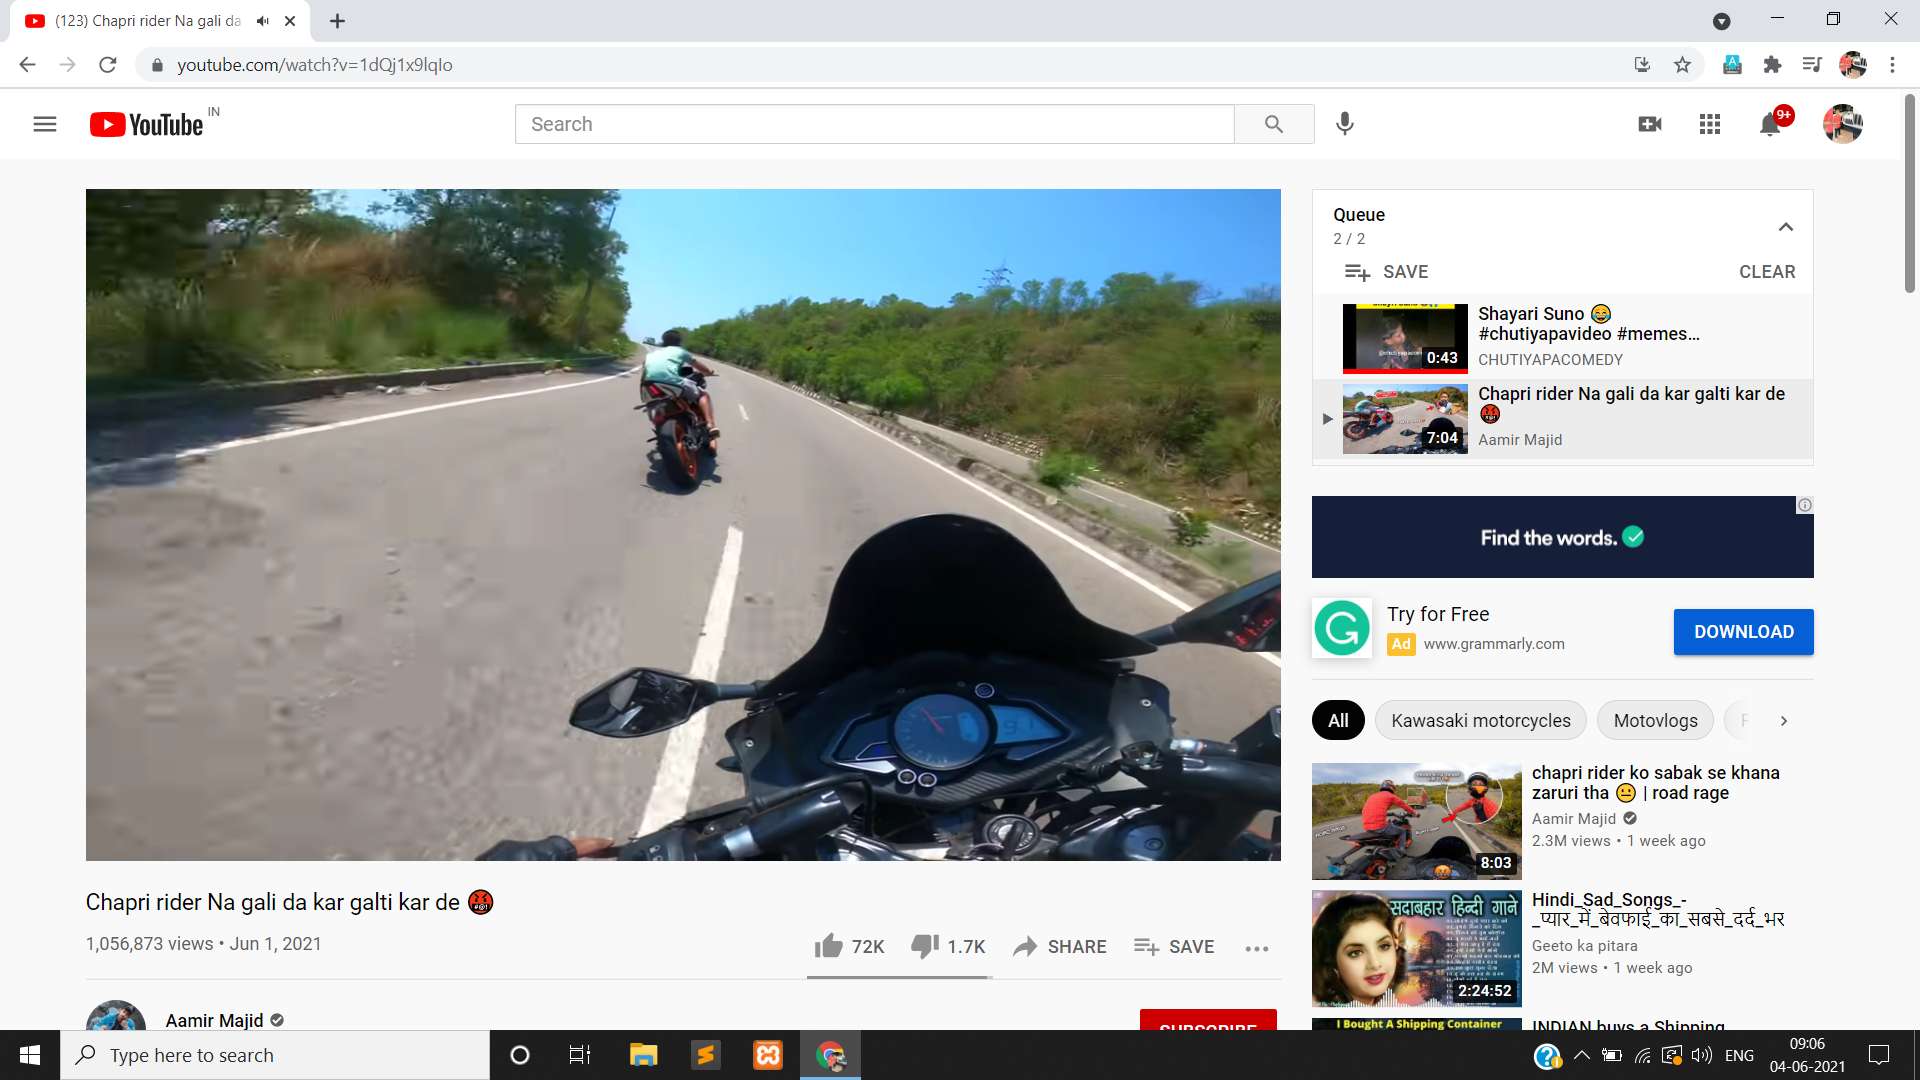 (123) Chapri rider Na gali da
youtube.com/watch?v=1dQj1x9lqIo
YouTube IN
Search
9+
Queue
2 / 2
SAVE
CLEAR
0:43
Shayari Suno 😂
#chutiyapavideo #memes...
CHUTIYAPACOMEDY
7:04
Chapri rider Na gali da kar galti kar de
🤬
Aamir Majid
Find the words.
Try for Free
Ad www.grammarly.com
DOWNLOAD
All
Kawasaki motorcycles
Motovlogs
8:03
chapri rider ko sabak se khana
zaruri tha 😐 | road rage
Aamir Majid
2.3M views • 1 week ago
सदाबहार हिन्दी गाने
2:24:52
Hindi_Sad_Songs_-
_प्यार_में_बेवफाई_का_सबसे_दर्द_भर
Geeto ka pitara
2M views • 1 week ago
I Bought A Shipping Container
INDIAN buys a Shipping
Chapri rider Na gali da kar galti kar de 🤬
1,056,873 views • Jun 1, 2021
72K
1.7K
SHARE
SAVE
Aamir Majid
SUBSCRIBE
Type here to search
ENG
09:06
04-06-2021